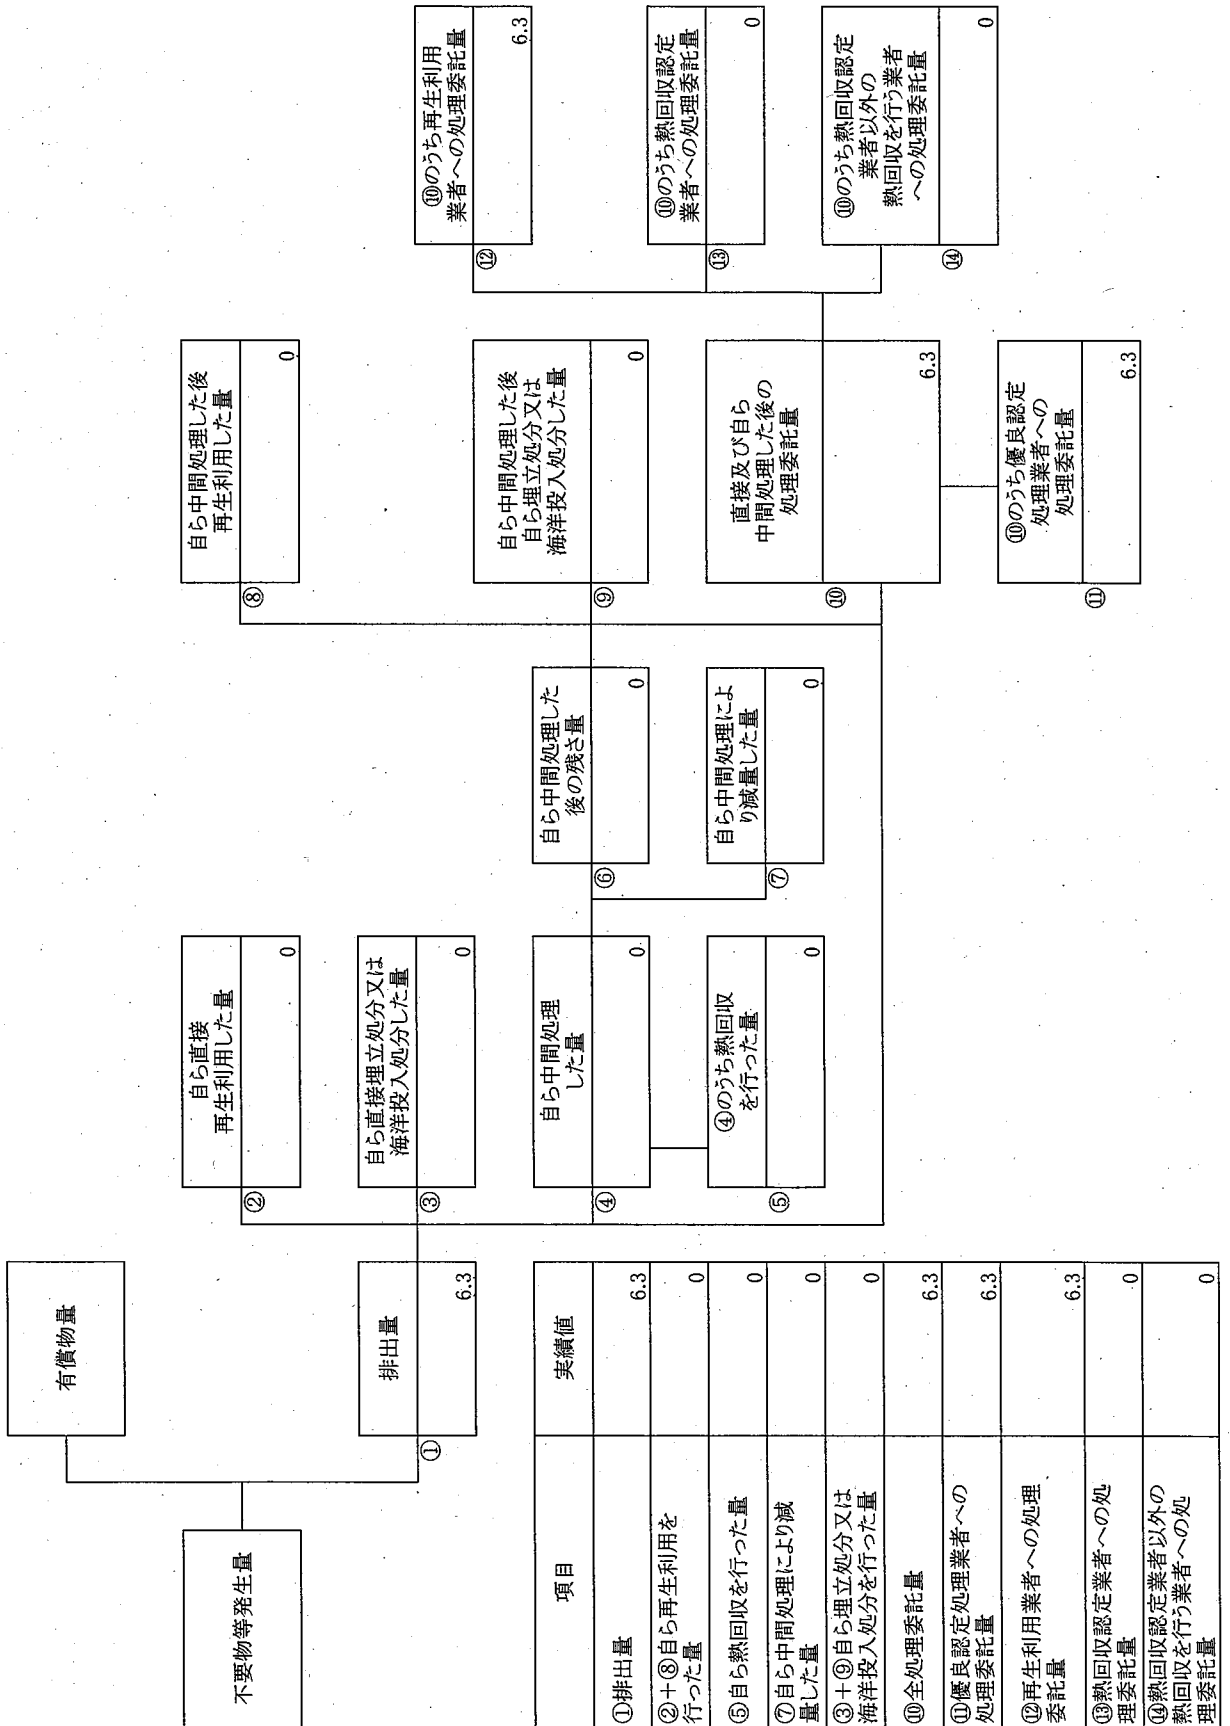 不要物等発生量
有償物量
排出量
①
6.3
自ら直接
再生利用した量
②
0
自ら直接埋立処分又は
海洋投入処分した量
③
0
自ら中間処理
した量
④
0
④のうち熱回収
を行った量
⑤
0
自ら中間処理した
後の残さ量
⑥
0
自ら中間処理によ
り減量した量
⑦
0
自ら中間処理した後
再生利用した量
⑧
0
自ら中間処理した後
自ら埋立処分又は
海洋投入処分した量
⑨
0
直接及び自ら
中間処理した後の
処理委託量
⑩
6.3
⑩のうち優良認定
処理業者への
処理委託量
⑪
6.3
⑩のうち再生利用
業者への処理委託量
⑫
6.3
⑩のうち熱回収認定
業者への処理委託量
⑬
0
⑩のうち熱回収認定
業者以外の
熱回収を行う業者
への処理委託量
⑭
0
項目 実績値
①排出量 6.3
②+⑧自ら再生利用を
行った量 0
⑤自ら熱回収を行った量 0
⑦自ら中間処理により減
量した量 0
③+⑨自ら埋立処分又は
海洋投入処分を行った量 0
⑩全処理委託量 6.3
⑪優良認定処理業者への
処理委託量 6.3
⑫再生利用業者への処理
委託量 6.3
⑬熱回収認定業者への処
理委託量 0
⑭熱回収認定業者以外の
熱回収を行う業者への処
理委託量 0